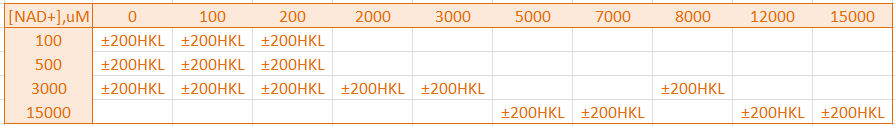 [NAD+],uM 0 100 200 2000 3000 5000 7000 8000 12000 15000
100 ±200HKL ±200HKL ±200HKL
500 ±200HKL ±200HKL ±200HKL
3000 ±200HKL ±200HKL ±200HKL ±200HKL ±200HKL ±200HKL
15000 ±200HKL ±200HKL ±200HKL ±200HKL